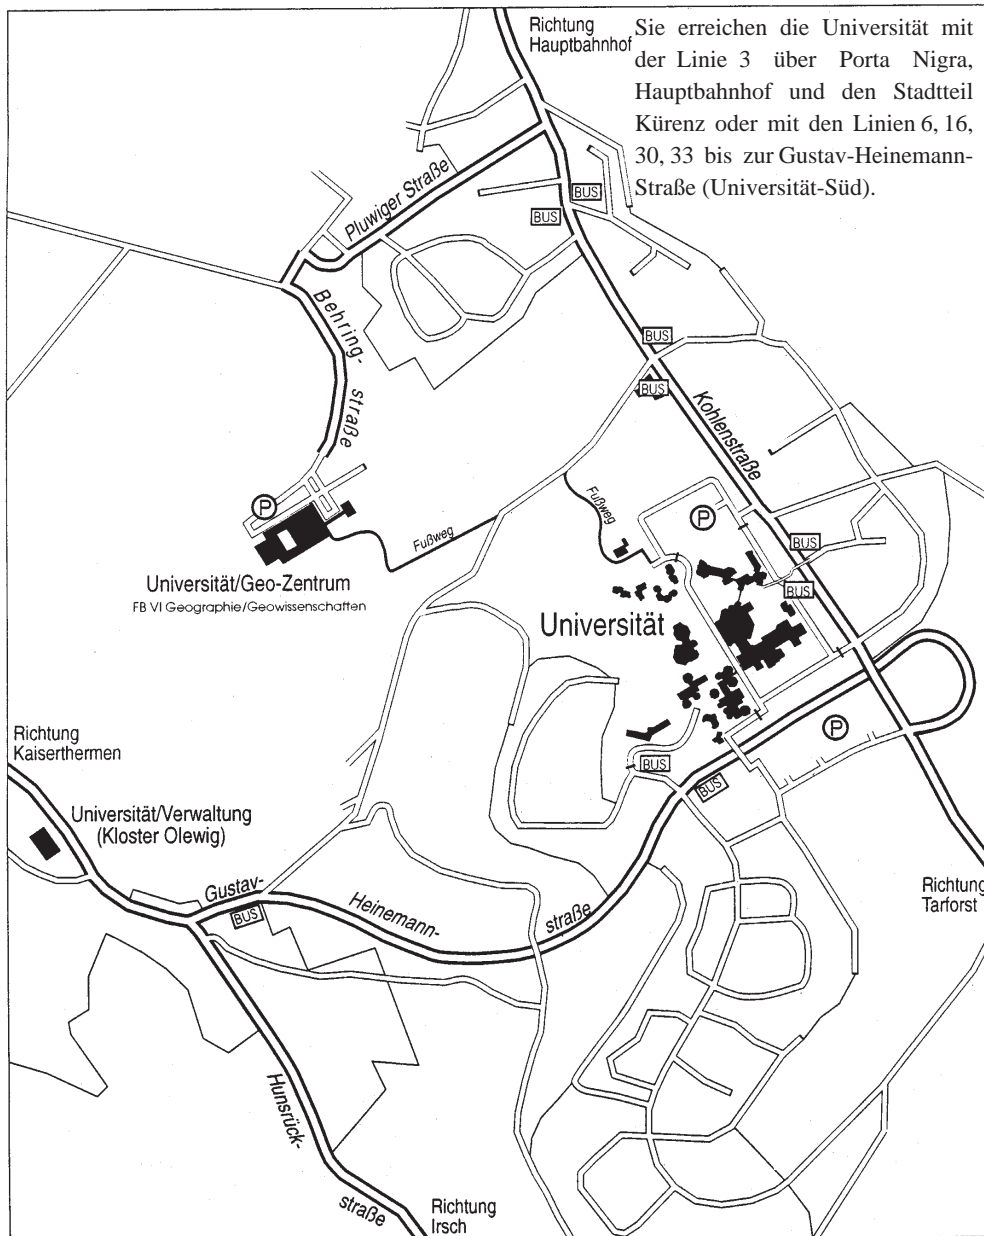 Richtung
Hauptbahnhof
Sie erreichen die Universität mit
der Linie 3 über Porta Nigra,
Hauptbahnhof und den Stadtteil
Kürenz oder mit den Linien 6, 16,
30, 33 bis zur Gustav-Heinemann-
Straße (Universität-Süd).
Pluwiger Straße
BUS
BUS
Behring-
straße
BUS
BUS
Kohlenstraße
P
Fußweg
Fußweg
P
BUS
BUS
Universität/Geo-Zentrum
FB VI Geographie/Geowissenschaften
Universität
P
BUS
BUS
Richtung
Kaiserthermen
Universität/Verwaltung
(Kloster Olewig)
Gustav-
Heinemann-
straße
BUS
Richtung
Tarforst
Hunsrück-
straße
Richtung
Irsch